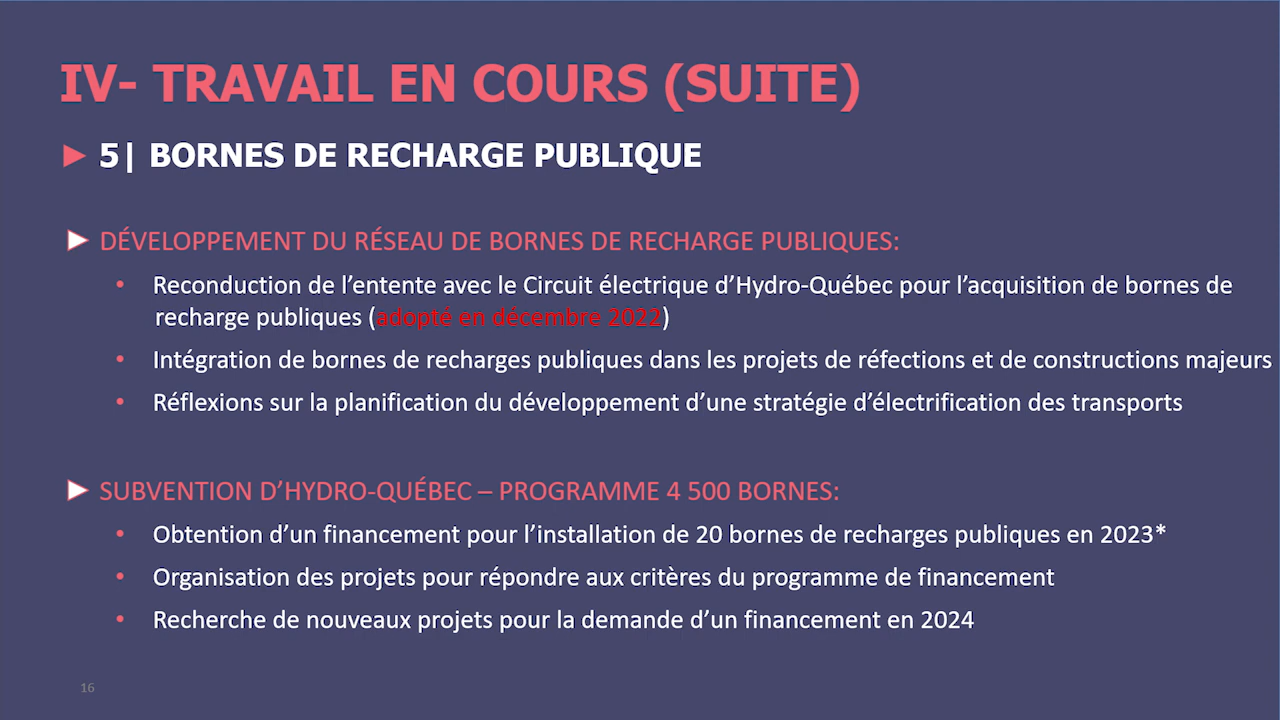 IV- TRAVAIL EN COURS (SUITE)
► 5| BORNES DE RECHARGE PUBLIQUE
► DÉVELOPPEMENT DU RÉSEAU DE BORNES DE RECHARGE PUBLIQUES:
• Reconduction de l’entente avec le Circuit électrique d’Hydro-Québec pour l’acquisition de bornes de
recharge publiques (adopté en décembre 2022)
• Intégration de bornes de recharges publiques dans les projets de réfections et de constructions majeurs
• Réflexions sur la planification du développement d’une stratégie d’électrification des transports
► SUBVENTION D’HYDRO-QUÉBEC – PROGRAMME 4 500 BORNES:
• Obtention d’un financement pour l’installation de 20 bornes de recharges publiques en 2023*
• Organisation des projets pour répondre aux critères du programme de financement
• Recherche de nouveaux projets pour la demande d’un financement en 2024
16